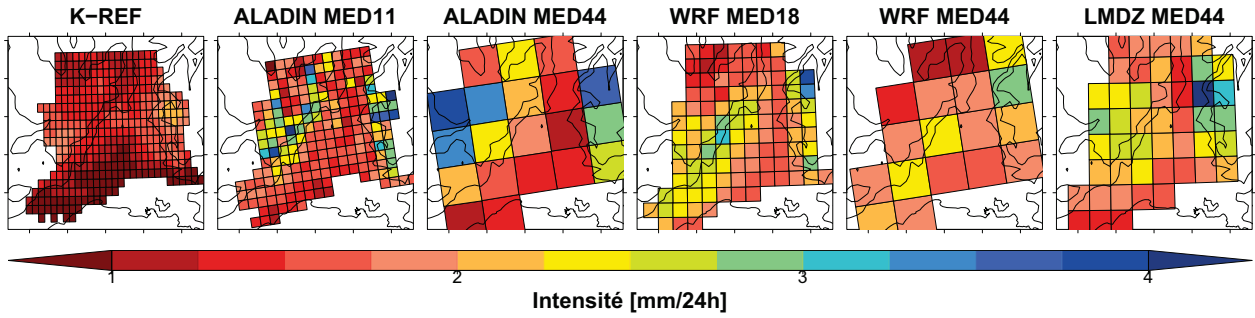 K−REF ALADIN MED11 ALADIN MED44 WRF MED18 WRF MED44 LMDZ MED44
1 2 3 4
Intensité [mm/24h]